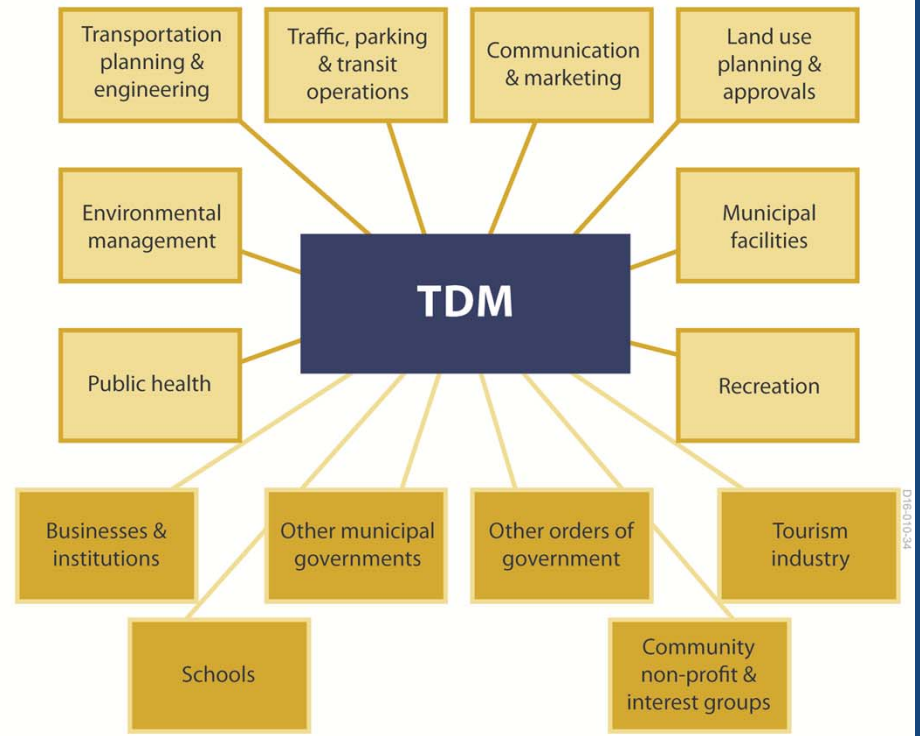 Transportation
planning &
engineering
Traffic, parking
& transit
operations
Communication
& marketing
Land use
planning &
approvals
Environmental
management
Municipal
facilities
TDM
Public health
Recreation
Businesses &
institutions
Other municipal
governments
Other orders of
government
Tourism
industry
Schools
Community
non-profit &
interest groups
D16-010-34